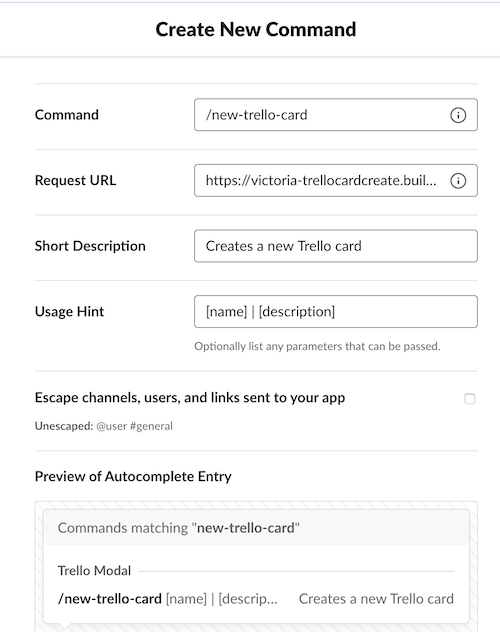 Create New Command
Command
/new-trello-card
Request URL
https://victoria-trellocardcreate.buil...
Short Description
Creates a new Trello card
Usage Hint
[name] | [description]
Optionally list any parameters that can be passed.
Escape channels, users, and links sent to your app
Unescaped: @user #general
Preview of Autocomplete Entry
Commands matching "new-trello-card"
Trello Modal
/new-trello-card [name] | [descrip... Creates a new Trello card